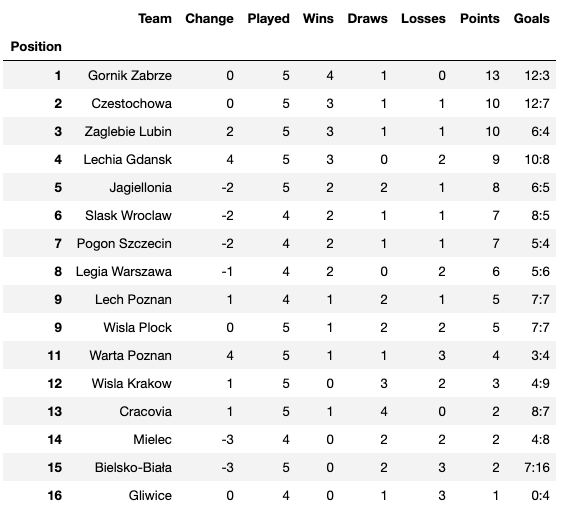 Team Change Played Wins Draws Losses Points Goals
Position
1 Gornik Zabrze 0 5 4 1 0 13 12:3
2 Czestochowa 0 5 3 1 1 10 12:7
3 Zaglebie Lubin 2 5 3 1 1 10 6:4
4 Lechia Gdansk 4 5 3 0 2 9 10:8
5 Jagiellonia -2 5 2 2 1 8 6:5
6 Slask Wroclaw -2 4 2 1 1 7 8:5
7 Pogon Szczecin -2 4 2 1 1 7 5:4
8 Legia Warszawa -1 4 2 0 2 6 5:6
9 Lech Poznan 1 4 1 2 1 5 7:7
9 Wisla Plock 0 5 1 2 2 5 7:7
11 Warta Poznan 4 5 1 1 3 4 3:4
12 Wisla Krakow 1 5 0 3 2 3 4:9
13 Cracovia 1 5 1 4 0 2 8:7
14 Mielec -3 4 0 2 2 2 4:8
15 Bielsko-Biała -3 5 0 2 3 2 7:16
16 Gliwice 0 4 0 1 3 1 0:4